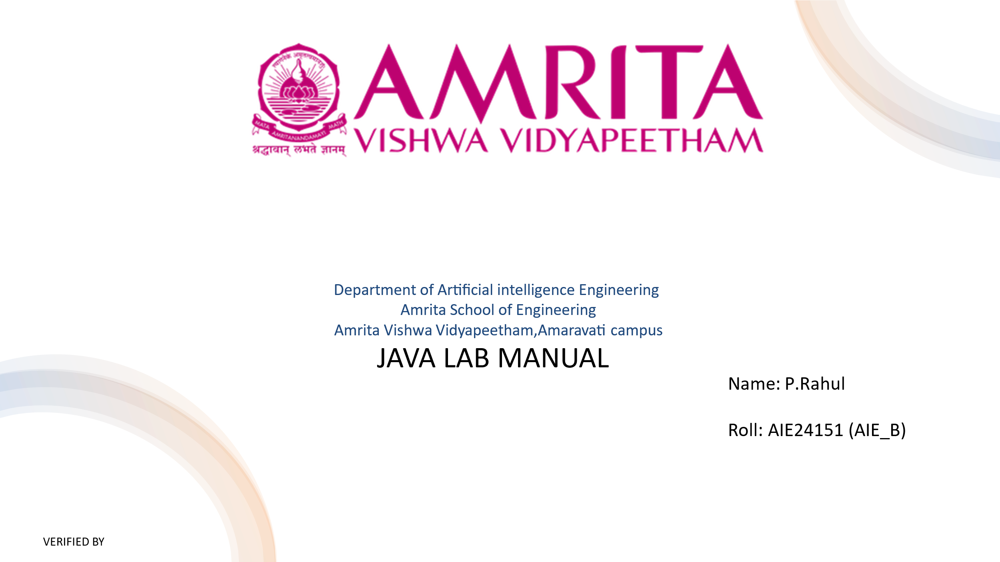 AMRITA
VISHWA VIDYAPEETHAM
MATA AMRITANANDAMAYI MATH
श्रद्धावान् लभते ज्ञानम्
Department of Artificial intelligence Engineering
Amrita School of Engineering
Amrita Vishwa Vidyapeetham,Amaravati campus
JAVA LAB MANUAL
Name: P.Rahul
Roll: AIE24151 (AIE_B)
VERIFIED BY